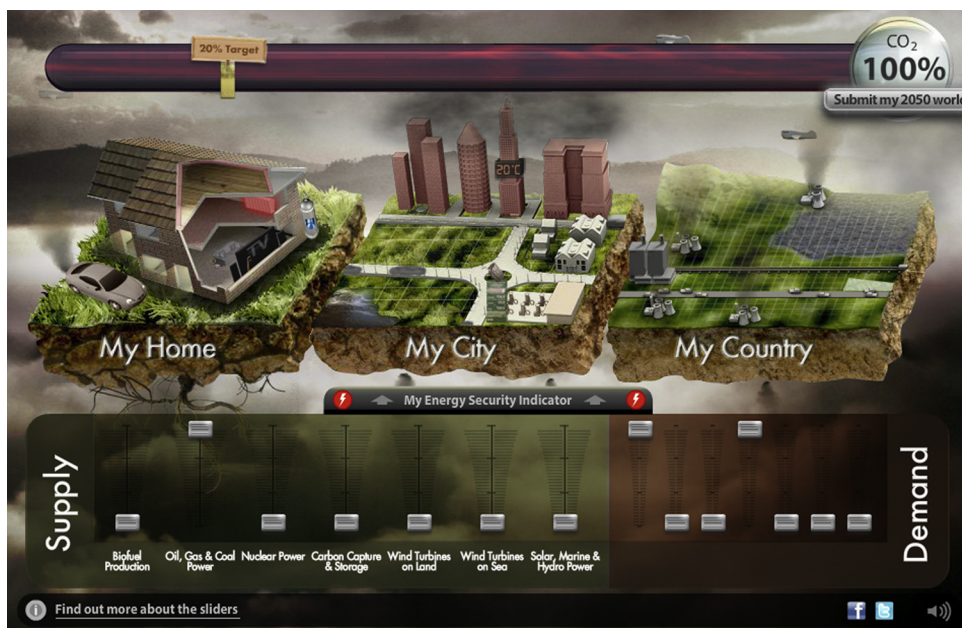 20% Target
CO₂
100%
Submit my 2050 worl
20°C
TV
My Home
My City
My Country
My Energy Security Indicator
Supply
Biofuel
Production
Oil, Gas & Coal
Power
Nuclear Power
Carbon Capture
& Storage
Wind Turbines
on Land
Wind Turbines
on Sea
Solar, Marine &
Hydro Power
Demand
i
Find out more about the sliders
f
t